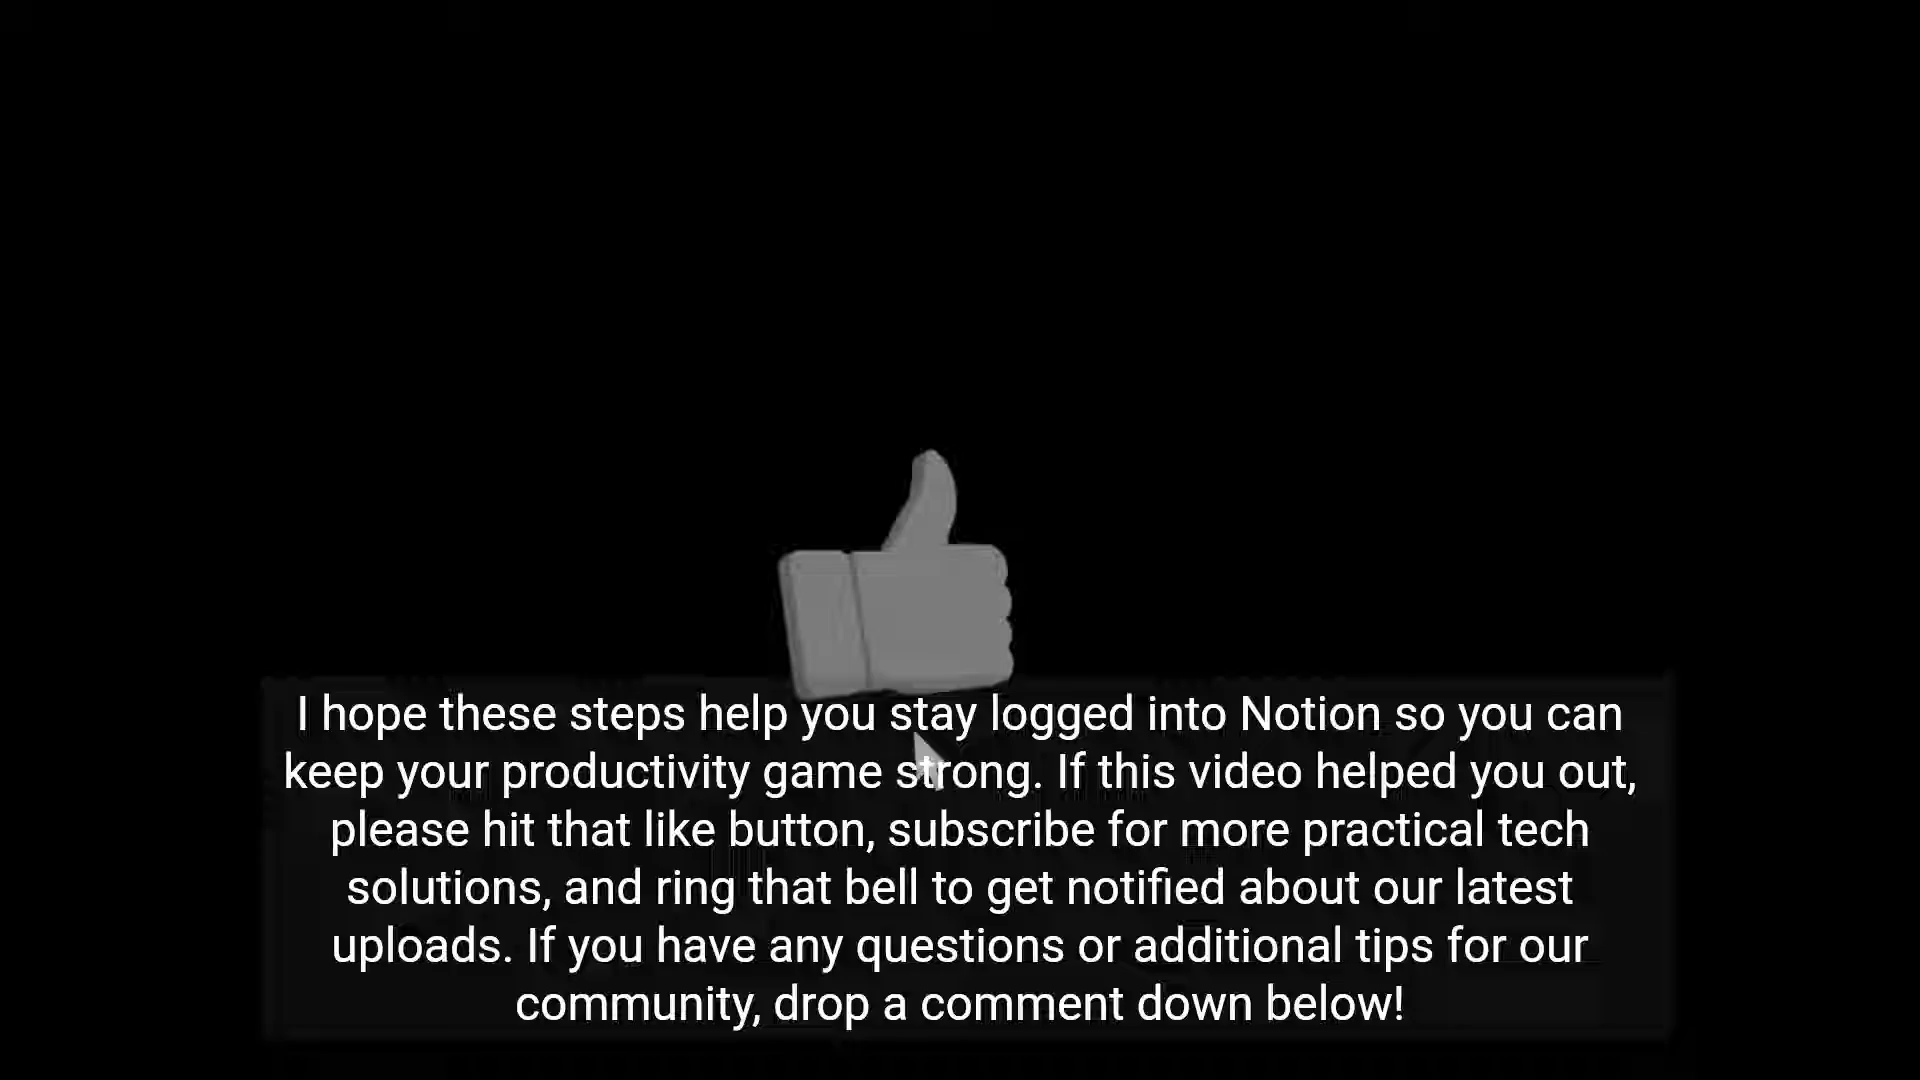 I hope these steps help you stay logged into Notion so you can
keep your productivity game strong. If this video helped you out,
please hit that like button, subscribe for more practical tech
solutions, and ring that bell to get notified about our latest
uploads. If you have any questions or additional tips for our
community, drop a comment down below!